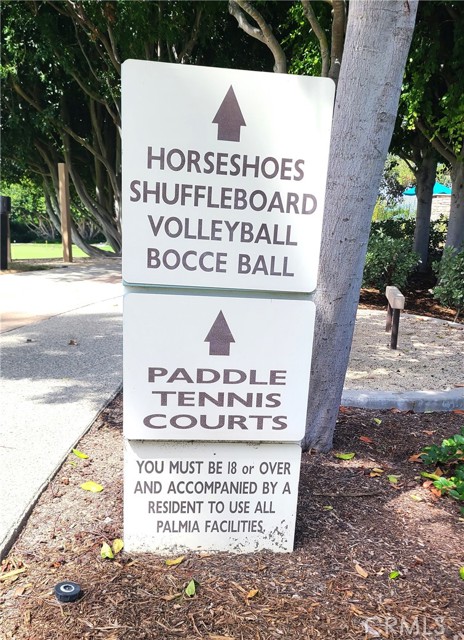 HORSESHOES
SHUFFLEBOARD
VOLLEYBALL
BOCCE BALL
PADDLE
TENNIS
COURTS
YOU MUST BE 18 or OVER
AND ACCOMPANIED BY A
RESIDENT TO USE ALL
PALMIA FACILITIES.
CRMLS